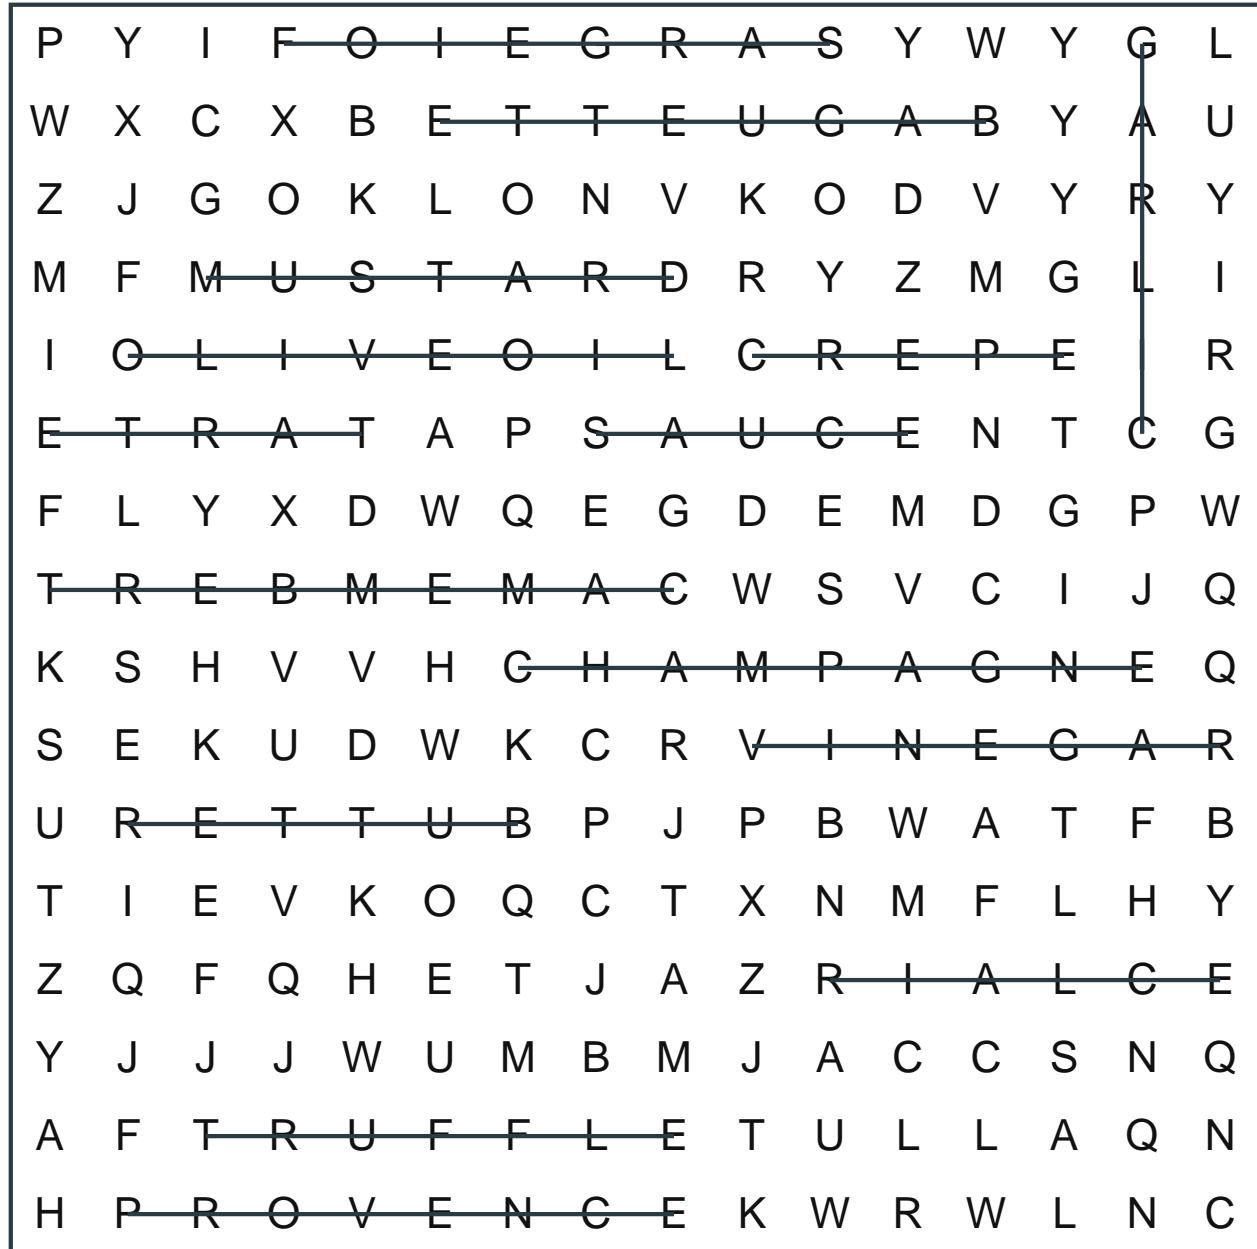 P Y I F O I E G R A S Y W Y G L
W X C X B E T T E U G A B Y A U
Z J G O K L O N V K O D V Y R Y
M F M U S T A R D R Y Z M G L I
I O L I V E O I L C R E P E I R
E T R A T A P S A U C E N T C G
F L Y X D W Q E G D E M D G P W
T R E B M E M A C W S V C I J Q
K S H V V H C H A M P A G N E Q
S E K U D W K C R V I N E G A R
U R E T T U B P J P B W A T F B
T I E V K O Q C T X N M F L H Y
Z Q F Q H E T J A Z R I A L C E
Y J J J W U M B M J A C C S N Q
A F T R U F F L E T U L L A Q N
H P R O V E N C E K W R W L N C